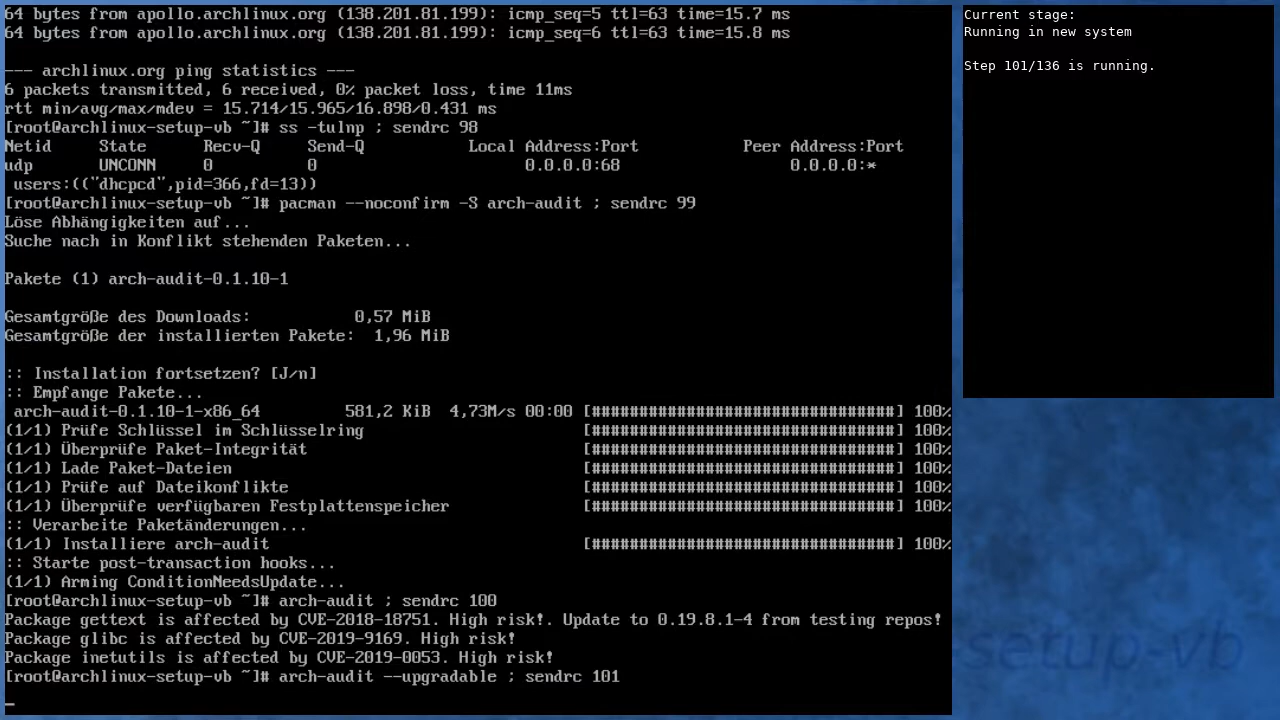 64 bytes from apollo.archlinux.org (138.201.81.199): icmp_seq=5 ttl=63 time=15.7 ms
64 bytes from apollo.archlinux.org (138.201.81.199): icmp_seq=6 ttl=63 time=15.8 ms
--- archlinux.org ping statistics ---
6 packets transmitted, 6 received, 0% packet loss, time 11ms
rtt min/avg/max/mdev = 15.714/15.965/16.898/0.431 ms
[root@archlinux-setup-vb ~]# ss -tulnp ; sendrc 98
Netid     State      Recv-Q     Send-Q           Local Address:Port           Peer Address:Port
udp       UNCONN     0          0                      0.0.0.0:68                  0.0.0.0:*
 users:(("dhcpcd",pid=366,fd=13))
[root@archlinux-setup-vb ~]# pacman --noconfirm -S arch-audit ; sendrc 99
Löse Abhängigkeiten auf...
Suche nach in Konflikt stehenden Paketen...
Pakete (1) arch-audit-0.1.10-1
Gesamtgröße des Downloads:           0,57 MiB
Gesamtgröße der installierten Pakete:  1,96 MiB
:: Installation fortsetzen? [J/n]
:: Empfange Pakete...
 arch-audit-0.1.10-1-x86_64         581,2 KiB  4,73M/s 00:00 [################################] 100%
(1/1) Prüfe Schlüssel im Schlüsselring                       [################################] 100%
(1/1) Überprüfe Paket-Integrität                             [################################] 100%
(1/1) Lade Paket-Dateien                                     [################################] 100%
(1/1) Prüfe auf Dateikonflikte                               [################################] 100%
(1/1) Überprüfe verfügbaren Festplattenspeicher              [################################] 100%
:: Verarbeite Paketänderungen...
(1/1) Installiere arch-audit                                 [################################] 100%
:: Starte post-transaction hooks...
(1/1) Arming ConditionNeedsUpdate...
[root@archlinux-setup-vb ~]# arch-audit ; sendrc 100
Package gettext is affected by CVE-2018-18751. High risk!. Update to 0.19.8.1-4 from testing repos!
Package glibc is affected by CVE-2019-9169. High risk!
Package inetutils is affected by CVE-2019-0053. High risk!
[root@archlinux-setup-vb ~]# arch-audit --upgradable ; sendrc 101
_
Current stage:
Running in new system
Step 101/136 is running.
setup-vb